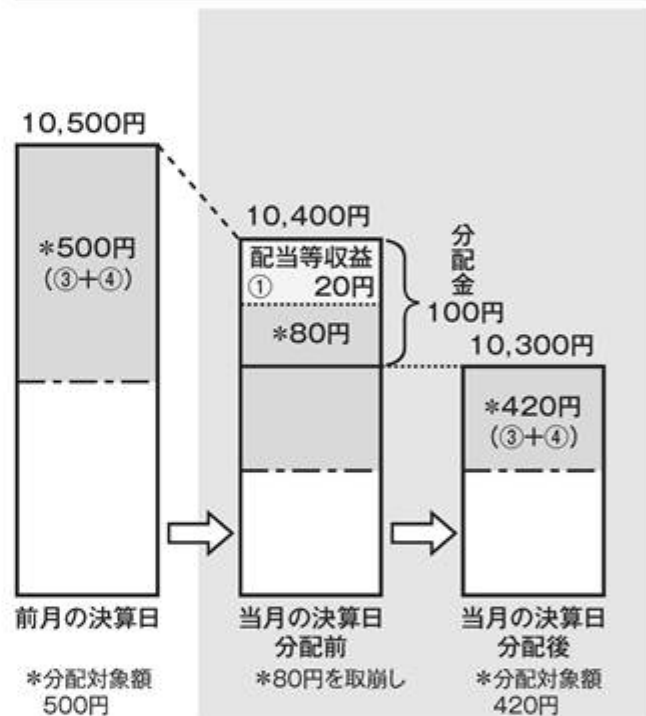 10,500円
*500円
(③+④)
前月の決算日
*分配対象額
500円
10,400円
配当等収益
① 20円
*80円
分配金
100円
当月の決算日
分配前
*80円を取崩し
10,300円
*420円
(③+④)
当月の決算日
分配後
*分配対象額
420円